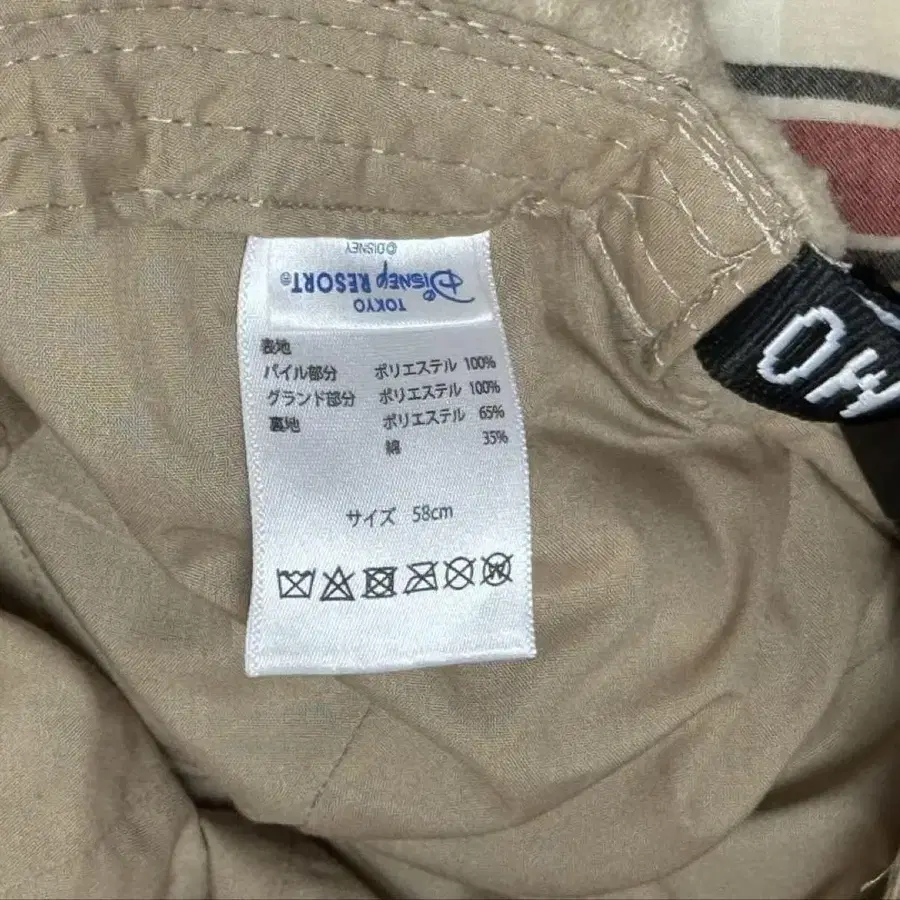 TOKYO
Disney RESORT®
© DISNEY
表地
パイル部分 ポリエステル 100%
グランド部分 ポリエステル 100%
裏地 ポリエステル 65%
綿 35%
サイズ 58cm